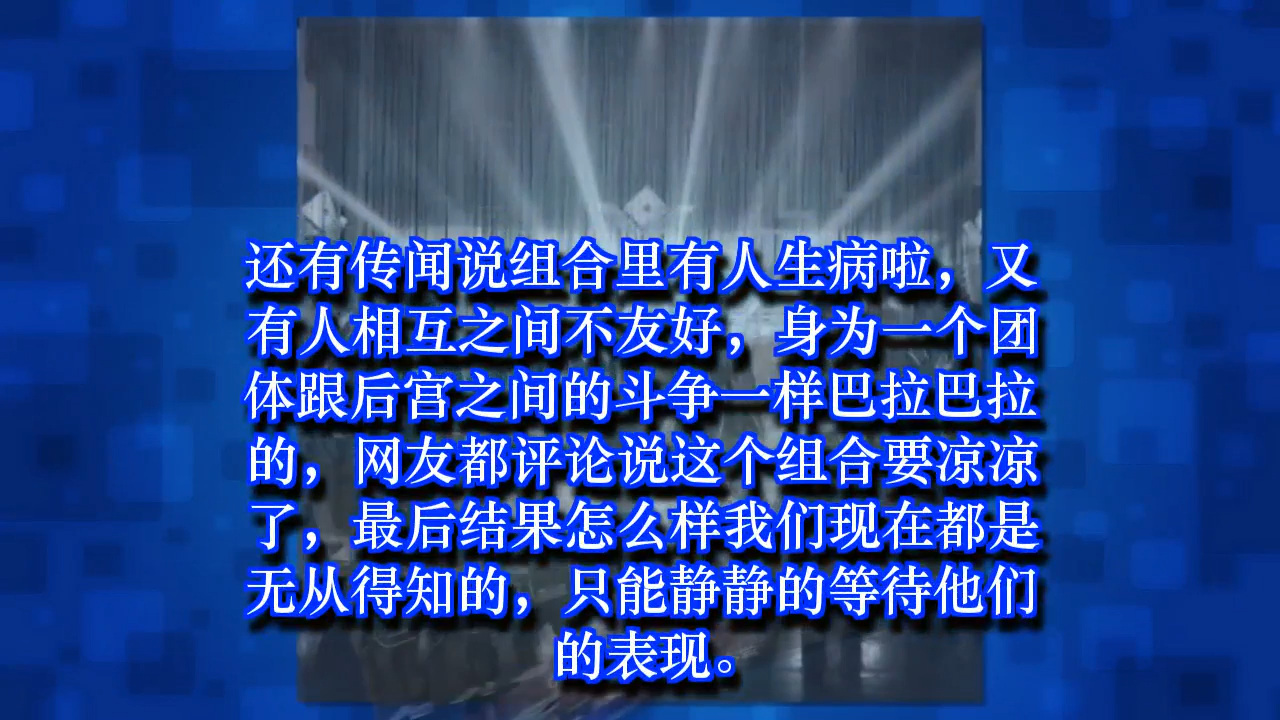 还有传闻说组合里有人生病啦，又
有人相互之间不友好，身为一个团
体跟后宫之间的斗争一样巴拉巴拉
的，网友都评论说这个组合要凉凉
了，最后结果怎么样我们现在都是
无从得知的，只能静静的等待他们
的表现。